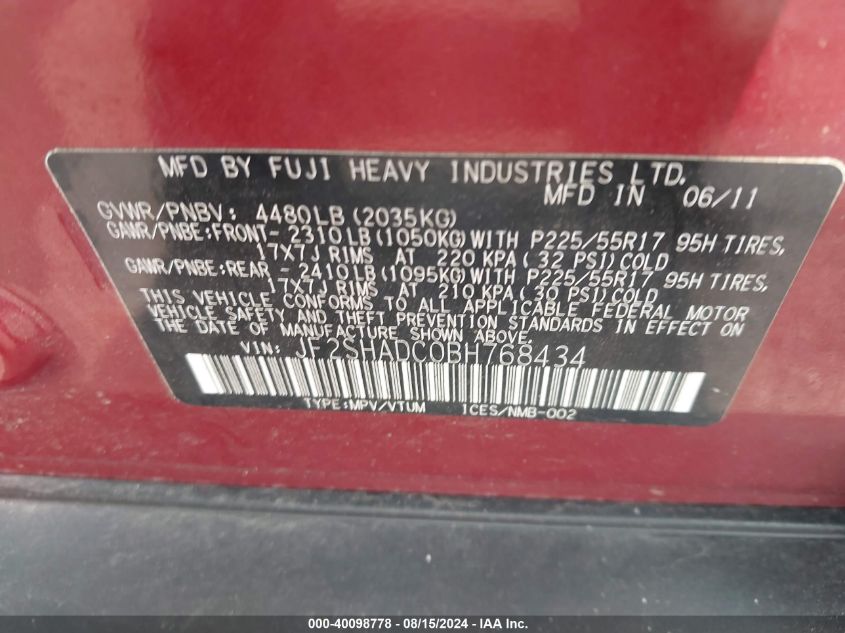 MFD BY FUJI HEAVY INDUSTRIES LTD.
MFD IN 06/11
GVWR/PNBV: 4480LB (2035KG)
GAWR/PNBE:FRONT- 2310LB(1050KG)WITH P225/55R17 95H TIRES,
17X7J RIMS AT 220 KPA( 32 PSI)COLD
GAWR/PNBE:REAR - 2410LB(1095KG)WITH P225/55R17 95H TIRES,
17X7J RIMS AT 210 KPA( 30 PSI)COLD
THIS VEHICLE CONFORMS TO ALL APPLICABLE FEDERAL MOTOR
VEHICLE SAFETY AND THEFT PREVENTION STANDARDS IN EFFECT ON
THE DATE OF MANUFACTURE SHOWN ABOVE.
VIN: JF2SHADC0BH768434
TYPE:MPV/VTUM ICES/NMB-002
000-40098778 - 08/15/2024 - IAA Inc.